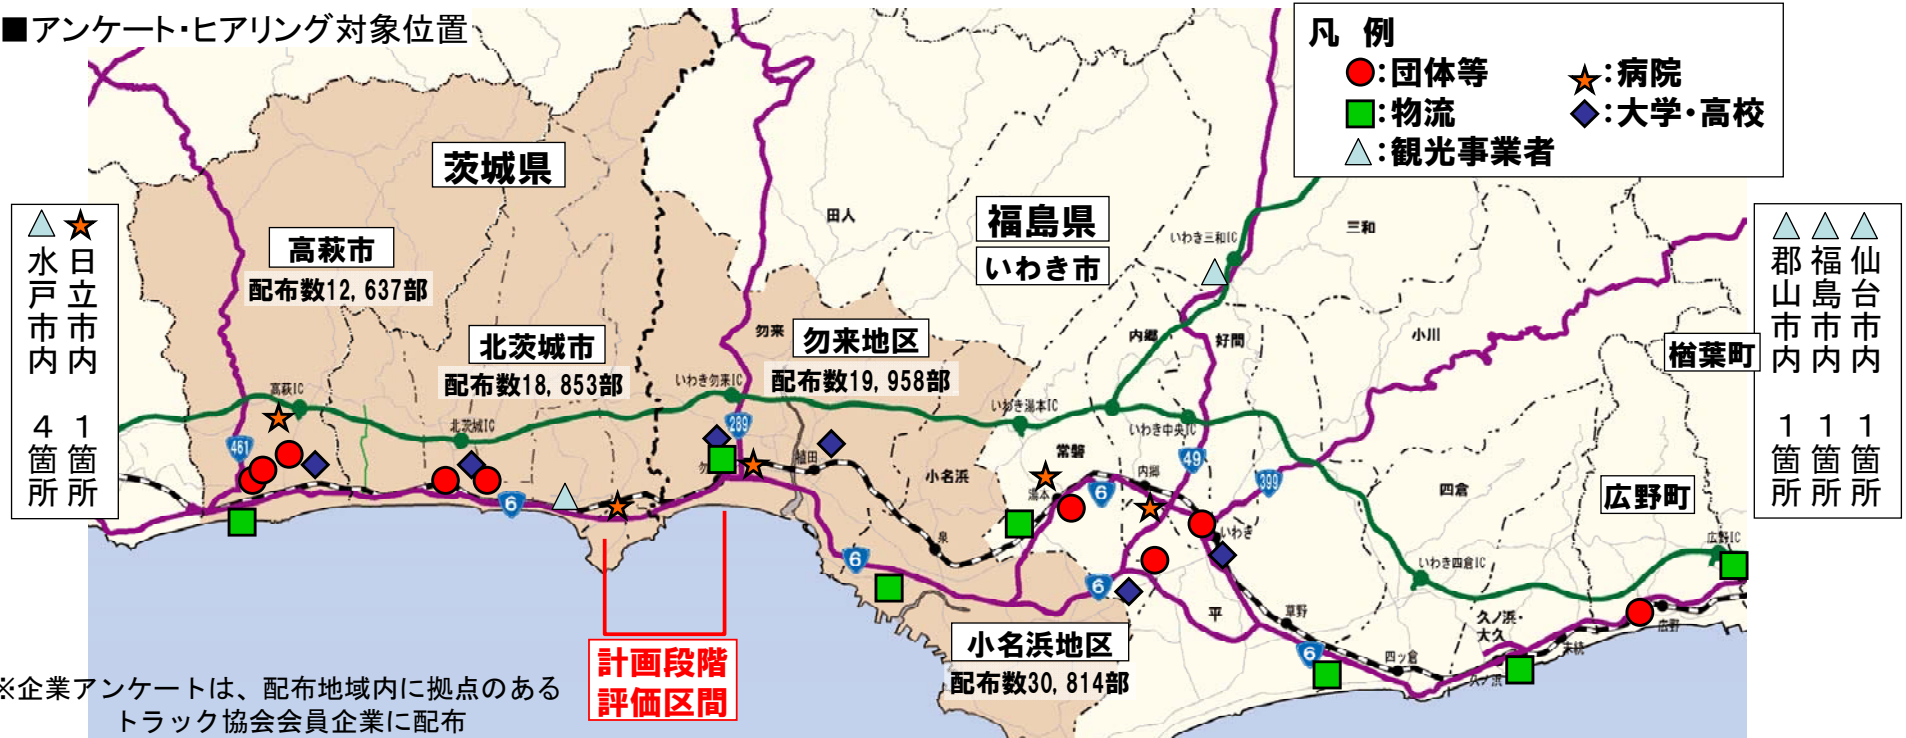 ■アンケート・ヒアリング対象位置
凡 例
：団体等
：病院
：物流
：大学・高校
：観光事業者
茨城県
福島県
いわき市
高萩市
配布数12,637部
北茨城市
配布数18,853部
勿来地区
配布数19,958部
小名浜地区
配布数30,814部
楢葉町
広野町
水戸市内 4箇所
日立市内 1箇所
郡山市内 1箇所
福島市内 1箇所
仙台市内 1箇所
田人
三和
いわき三和IC
勿来
内郷
好間
小川
高萩IC
北茨城IC
いわき勿来IC
いわき湯本IC
いわき中央IC
いわき四倉IC
広野IC
461
289
49
399
6
6
6
6
6
植田
小名浜
泉
常磐
湯本
内郷
いわき
平
草野
四倉
四ッ倉
久ノ浜・
大久
久ノ浜
末続
広野
計画段階
評価区間
※企業アンケートは、配布地域内に拠点のある
トラック協会会員企業に配布